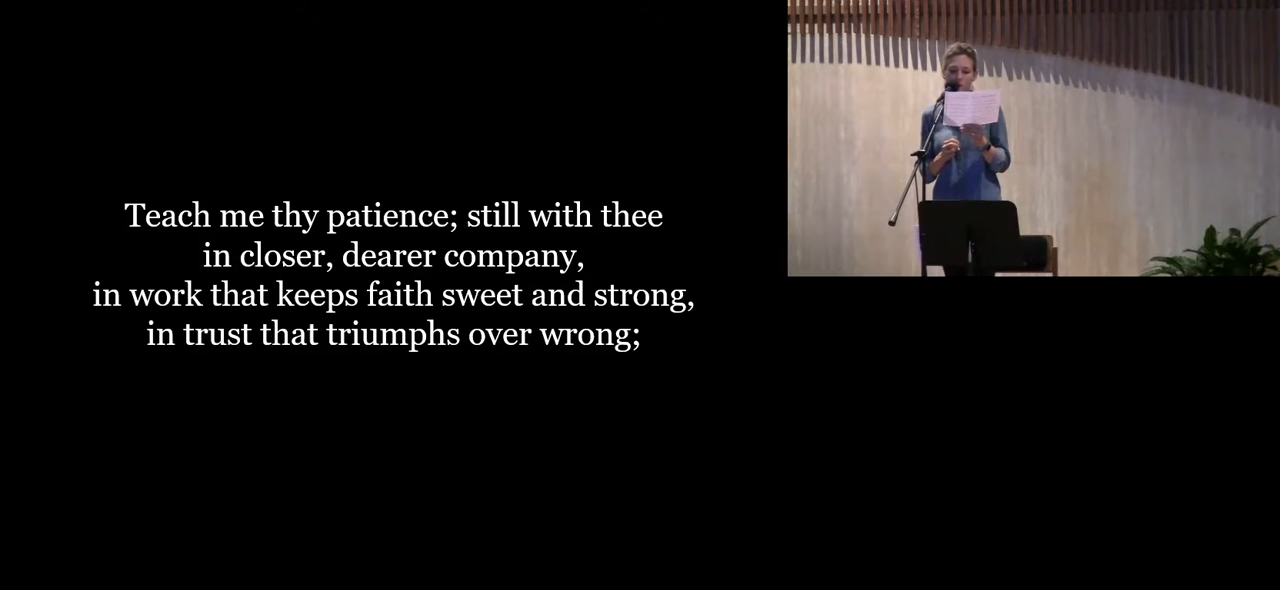 Teach me thy patience; still with thee
in closer, dearer company,
in work that keeps faith sweet and strong,
in trust that triumphs over wrong;